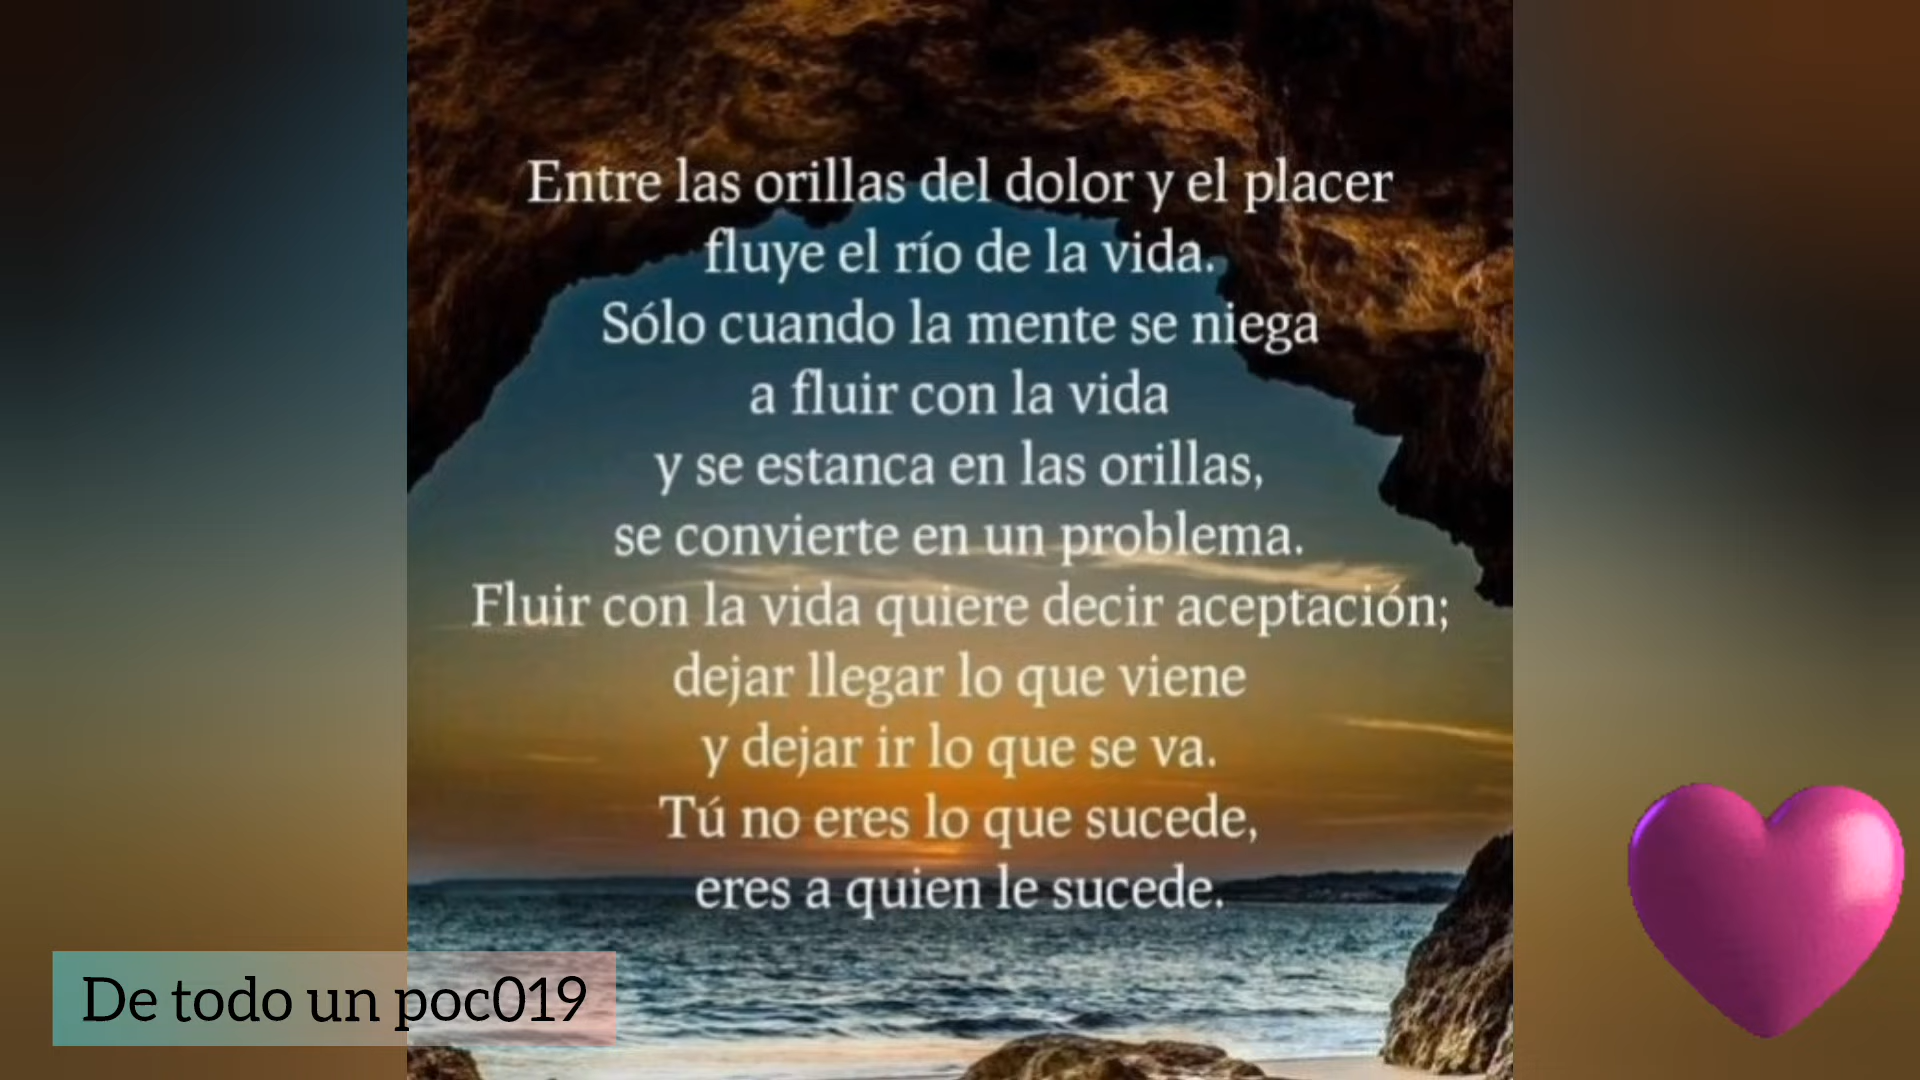 Entre las orillas del dolor y el placer
fluye el río de la vida.
Sólo cuando la mente se niega
a fluir con la vida
y se estanca en las orillas,
se convierte en un problema.
Fluir con la vida quiere decir aceptación;
dejar llegar lo que viene
y dejar ir lo que se va.
Tú no eres lo que sucede,
eres a quien le sucede.
De todo un poc019